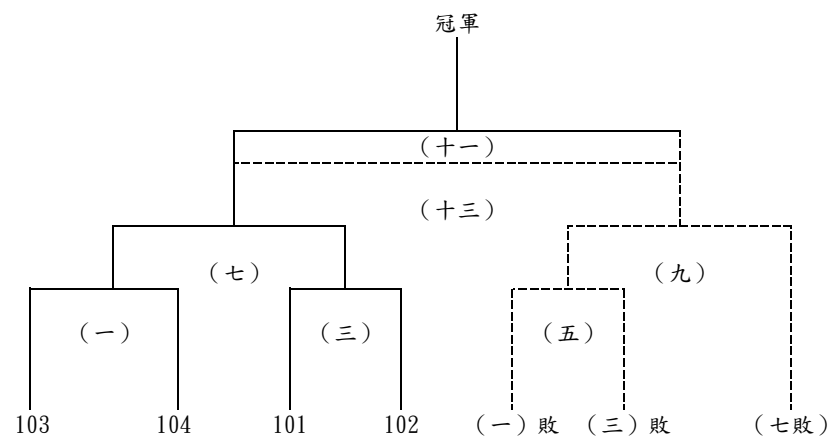 冠軍
（十一）
（十三）
（七）
（九）
（一）
（三）
（五）
103 104 101 102 （一）敗 （三）敗 （七敗）